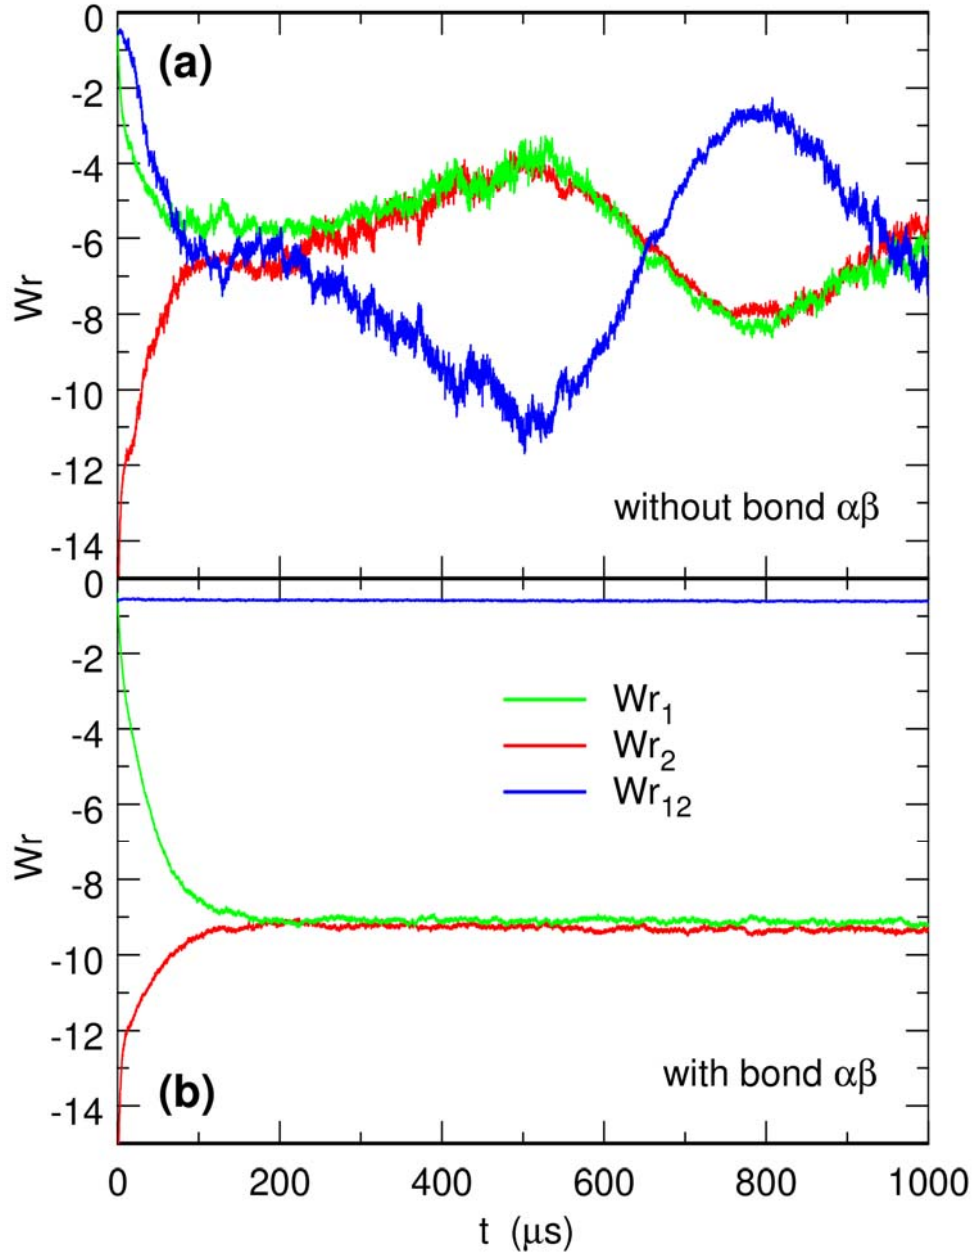 0
(a)
-2
-4
-6
Wr
-8
-10
-12
without bond αβ
-14
0
-2
Wr₁
-4
Wr₂
Wr₁₂
-6
Wr
-8
-10
-12
with bond αβ
(b)
-14
0 200 400 600 800 1000
t (μs)